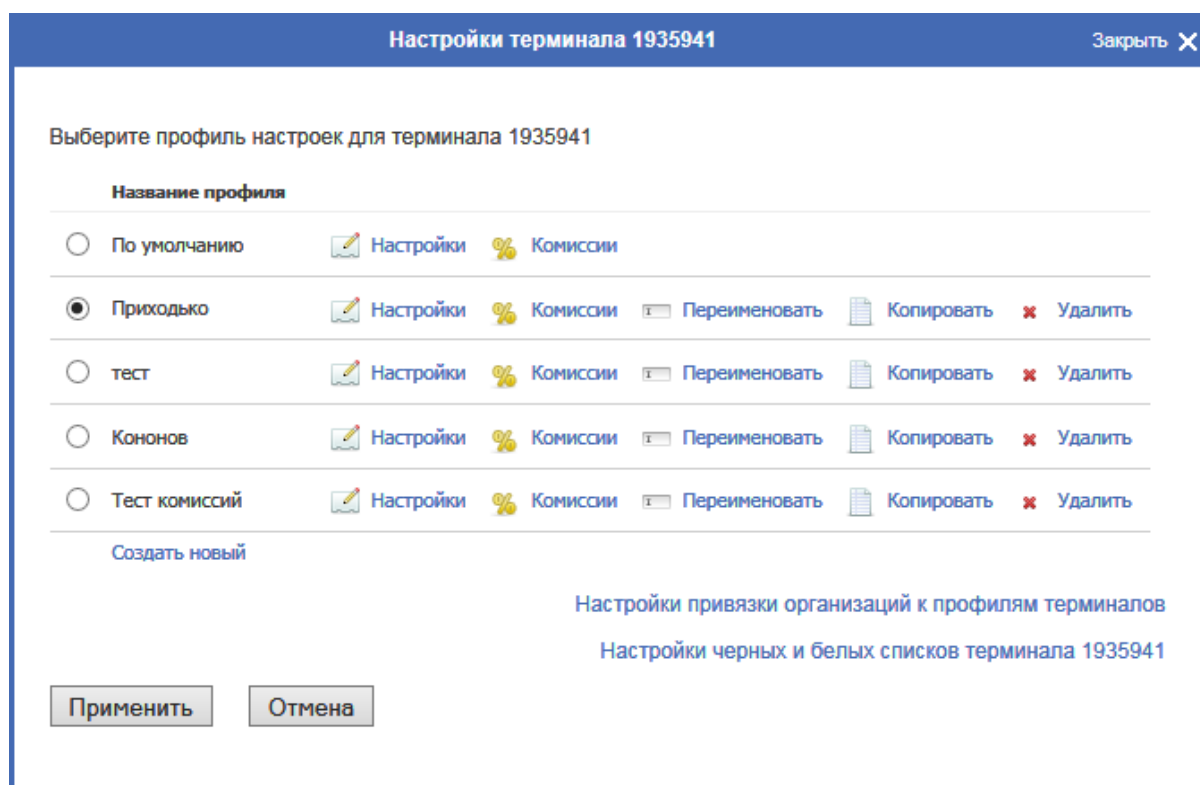 Настройки терминала 1935941 Закрыть
Выберите профиль настроек для терминала 1935941
Название профиля
По умолчанию Настройки Комиссии
Приходько Настройки Комиссии Переименовать Копировать Удалить
тест Настройки Комиссии Переименовать Копировать Удалить
Кононов Настройки Комиссии Переименовать Копировать Удалить
Тест комиссий Настройки Комиссии Переименовать Копировать Удалить
Создать новый
Настройки привязки организаций к профилям терминалов
Настройки черных и белых списков терминала 1935941
Применить Отмена